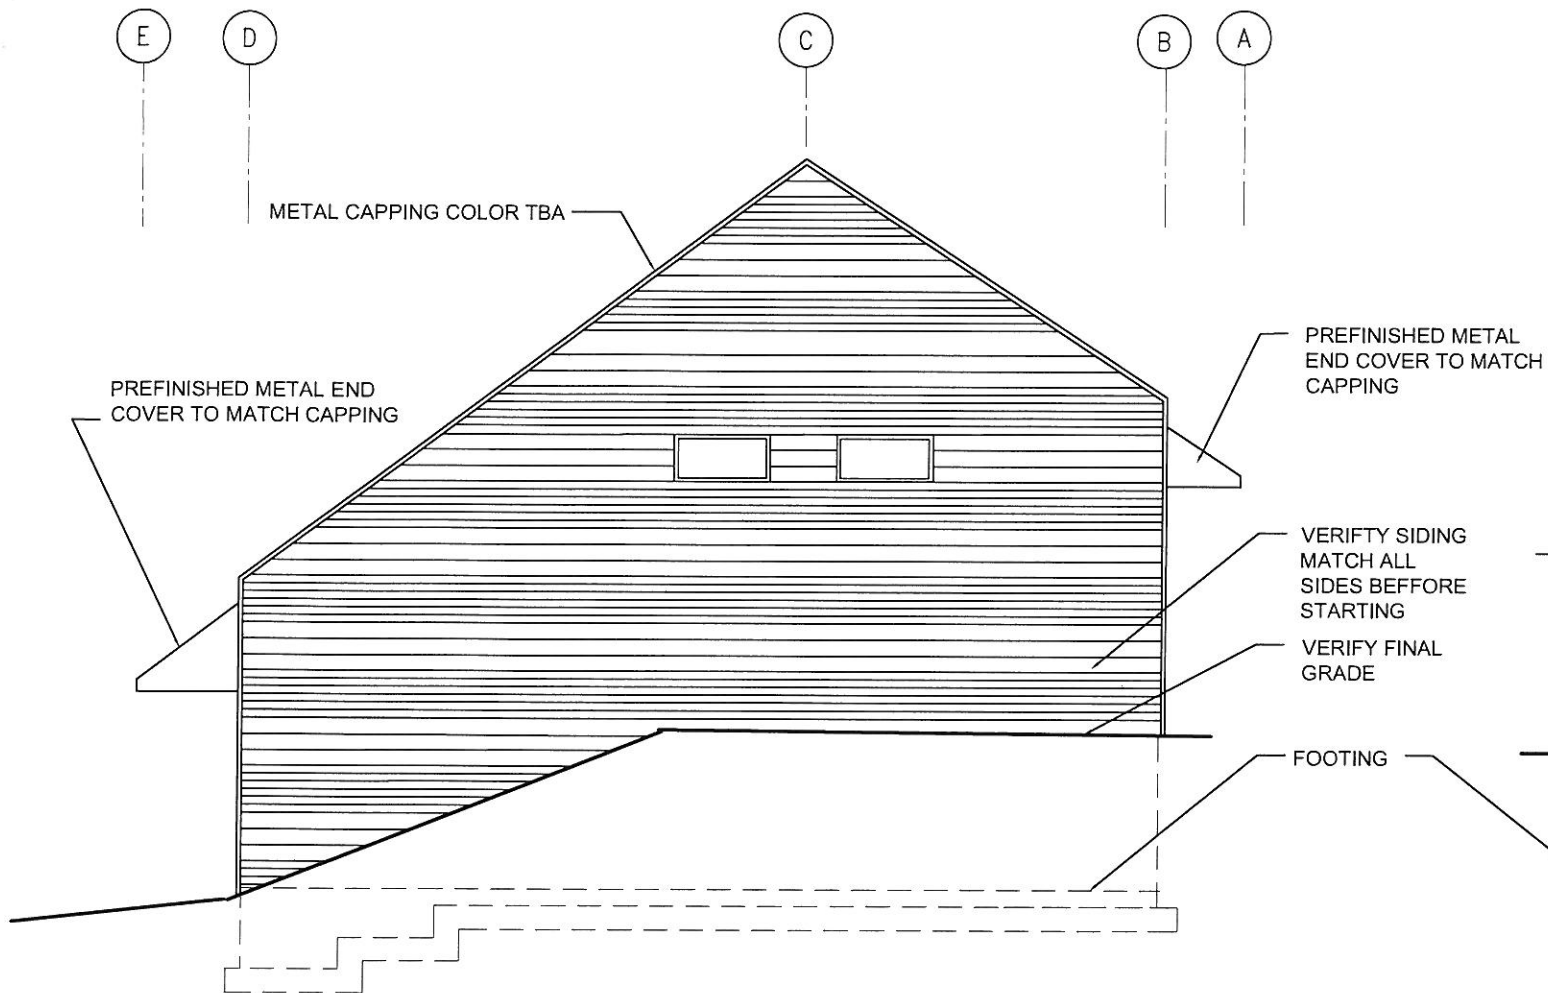 E
D
C
B
A
METAL CAPPING COLOR TBA
PREFINISHED METAL END
COVER TO MATCH CAPPING
PREFINISHED METAL
END COVER TO MATCH
CAPPING
VERIFTY SIDING
MATCH ALL
SIDES BEFFORE
STARTING
VERIFY FINAL
GRADE
FOOTING